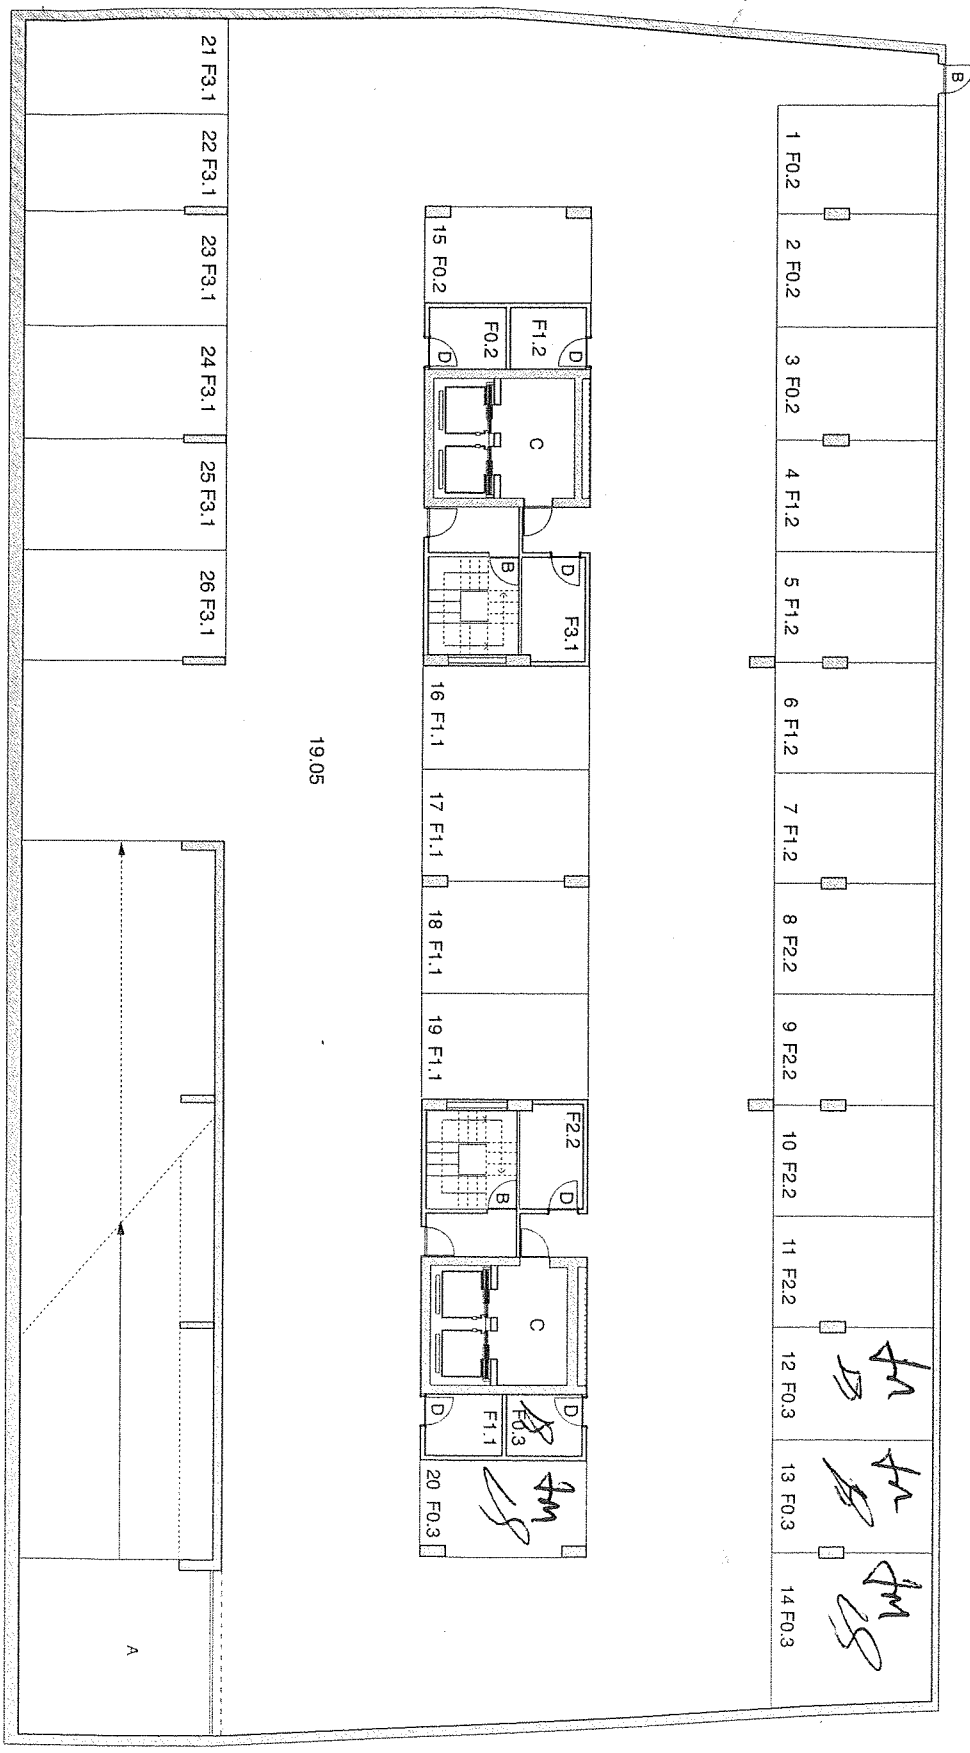 B
1 F0.2
2 F0.2
3 F0.2
4 F1.2
5 F1.2
6 F1.2
7 F1.2
8 F2.2
9 F2.2
10 F2.2
11 F2.2
12 F0.3
13 F0.3
14 F0.3
15 F0.2
F1.2
D
F0.2
D
C
B
D
F3.1
16 F1.1
17 F1.1
18 F1.1
19 F1.1
F2.2
D
B
C
F0.3
D
F1.1
D
20 F0.3
19.05
21 F3.1
22 F3.1
23 F3.1
24 F3.1
25 F3.1
26 F3.1
A